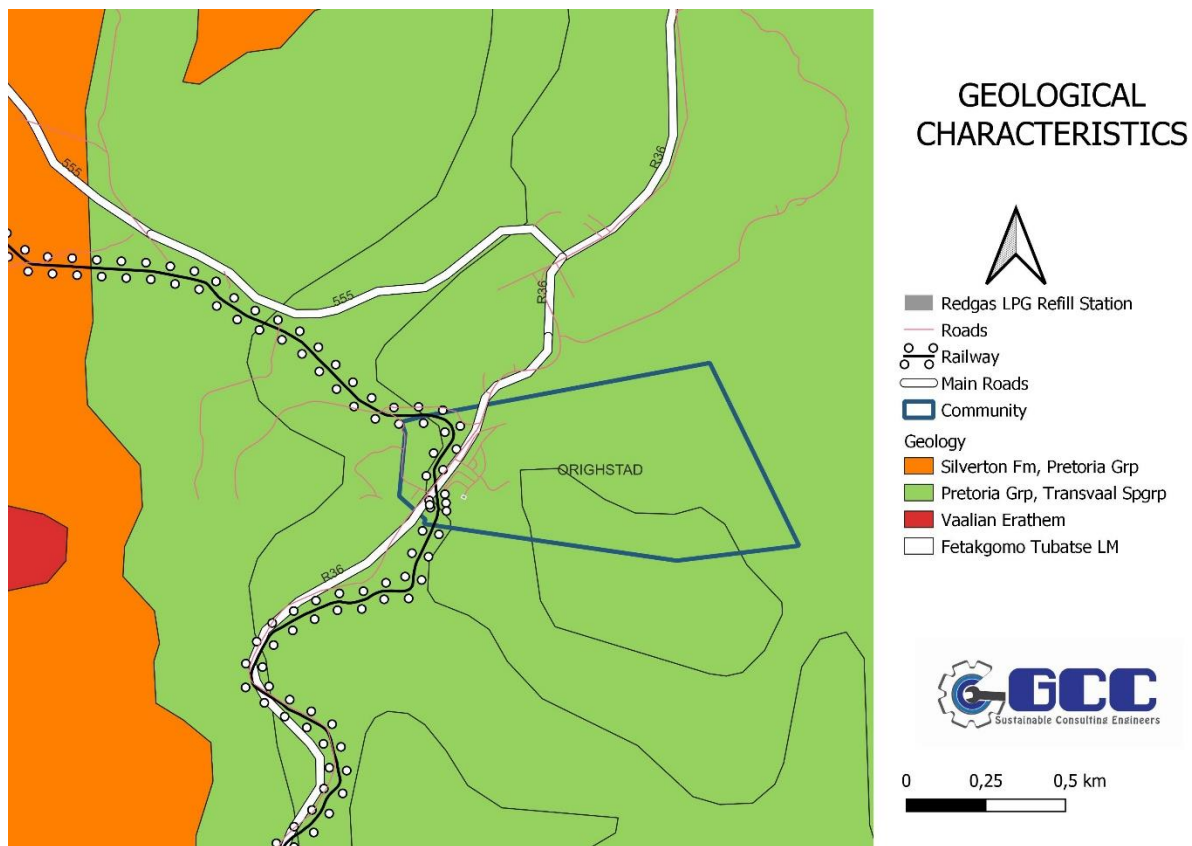 GEOLOGICAL
CHARACTERISTICS
555
R36
555
R36
ORIGHSTAD
R36
Redgas LPG Refill Station
Roads
Railway
Main Roads
Community
Geology
Silverton Fm, Pretoria Grp
Pretoria Grp, Transvaal Spgrp
Vaalian Erathem
Fetakgomo Tubatse LM
GCC
Sustainable Consulting Engineers
0 0,25 0,5 km